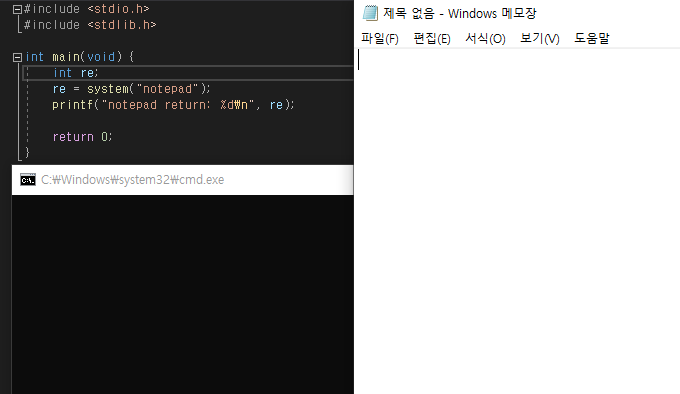 #include <stdio.h>
#include <stdlib.h>
int main(void) {
int re;
re = system("notepad");
printf("notepad return: %d₩n", re);
return 0;
}
C:₩Windows₩system32₩cmd.exe
제목 없음 - Windows 메모장
파일(F) 편집(E) 서식(O) 보기(V) 도움말